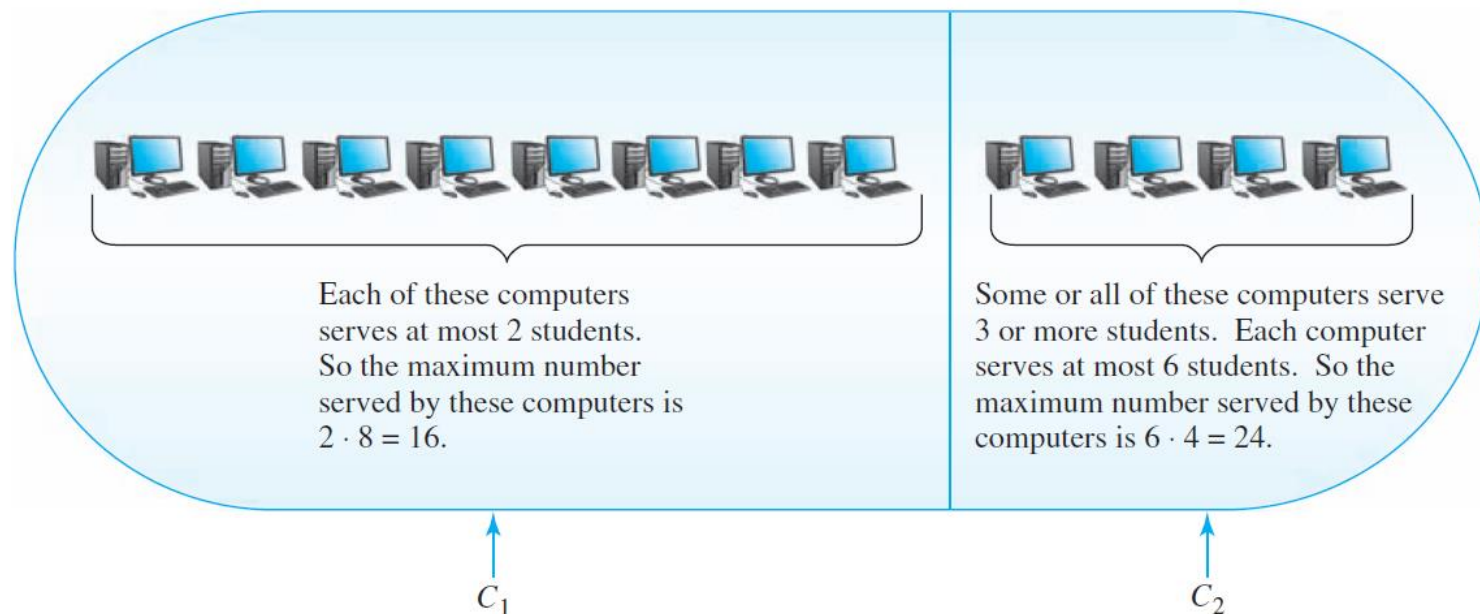 Each of these computers
serves at most 2 students.
So the maximum number
served by these computers is
2 · 8 = 16.
Some or all of these computers serve
3 or more students. Each computer
serves at most 6 students. So the
maximum number served by these
computers is 6 · 4 = 24.
C₁
C₂